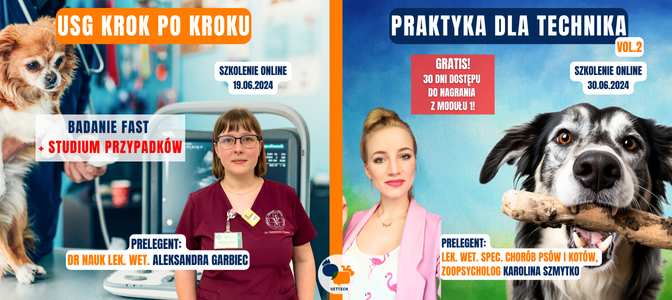 USG KROK PO KROKU
SZKOLENIE ONLINE
19.06.2024
BADANIE FAST
+ STUDIUM PRZYPADKÓW
PRELEGENT:
DR NAUK LEK. WET. ALEKSANDRA GARBIEC
PRAKTYKA DLA TECHNIKA
VOL.2
GRATIS!
30 DNI DOSTĘPU
DO NAGRANIA
Z MODUŁU 1!
SZKOLENIE ONLINE
30.06.2024
PRELEGENT:
LEK. WET. SPEC. CHORÓB PSÓW I KOTÓW,
ZOOPSYCHOLOG KAROLINA SZMYTKO
VETTECH